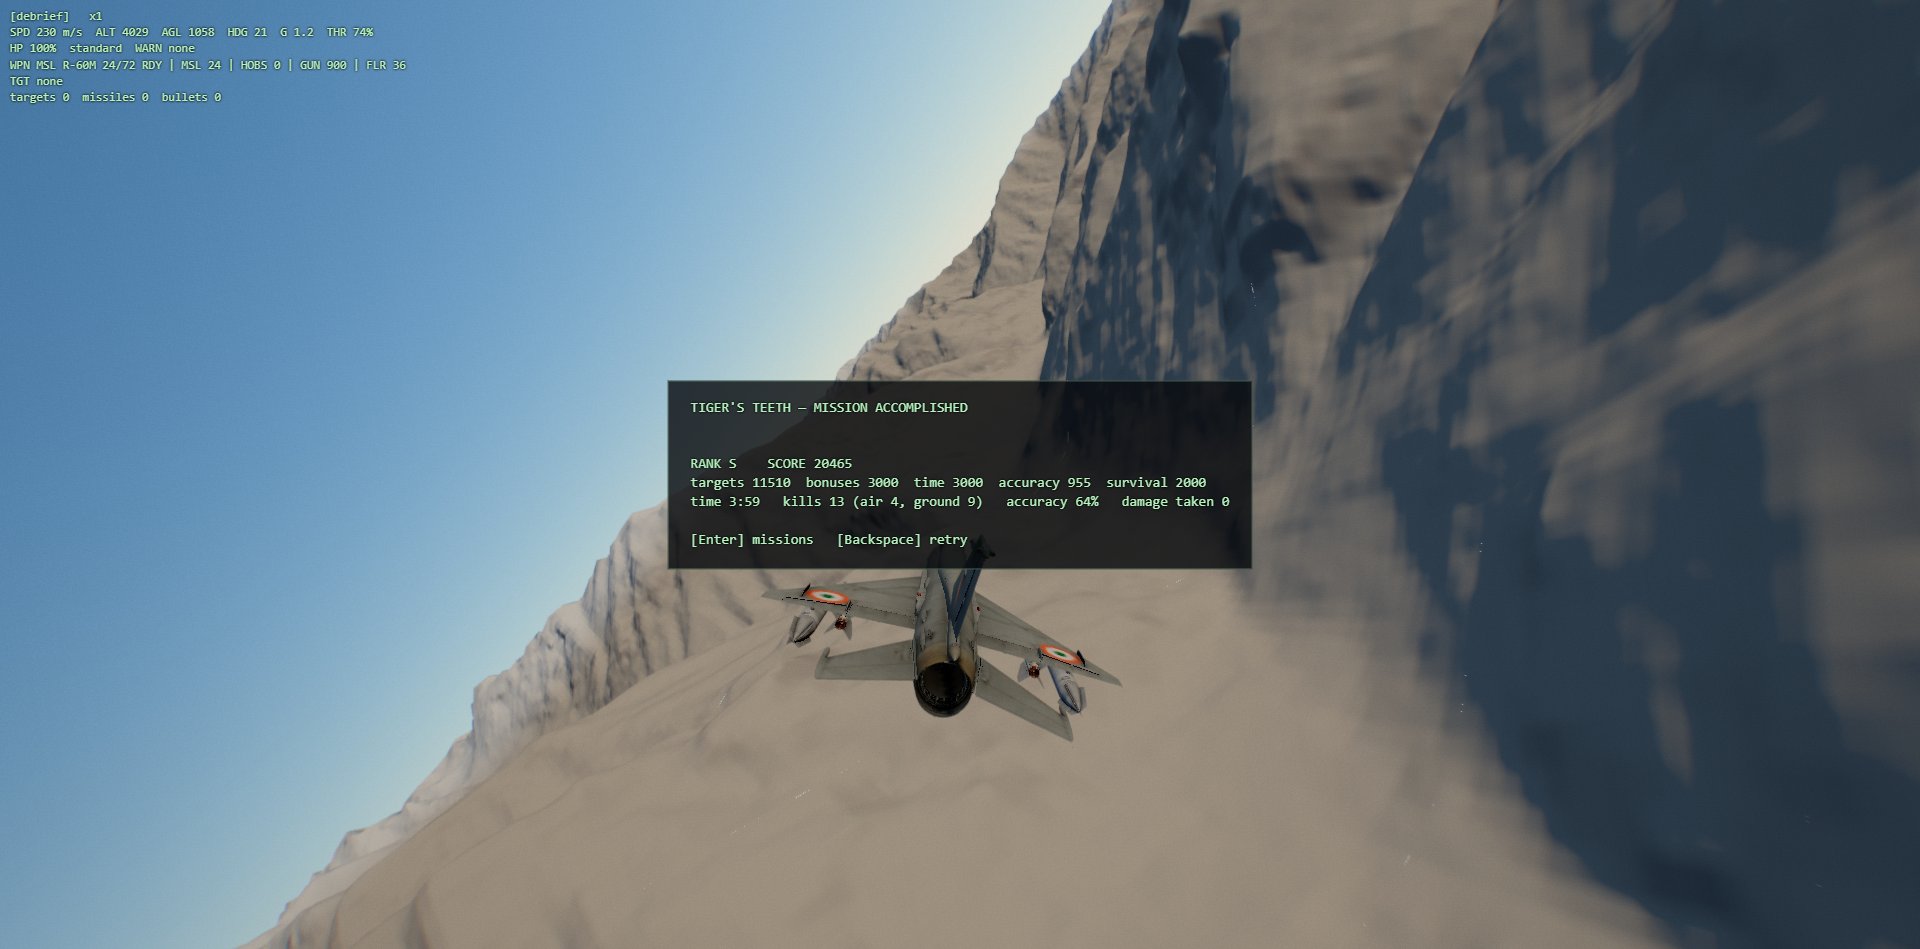 [debrief]   x1
SPD 230 m/s  ALT 4029  AGL 1058  HDG 21  G 1.2  THR 74%
HP 100%  standard  WARN none
WPN MSL R-60M 24/72 RDY | MSL 24 | HOBS 0 | GUN 900 | FLR 36
TGT none
targets 0  missiles 0  bullets 0
TIGER'S TEETH — MISSION ACCOMPLISHED
RANK S    SCORE 20465
targets 11510  bonuses 3000  time 3000  accuracy 955  survival 2000
time 3:59   kills 13 (air 4, ground 9)   accuracy 64%   damage taken 0
[Enter] missions   [Backspace] retry